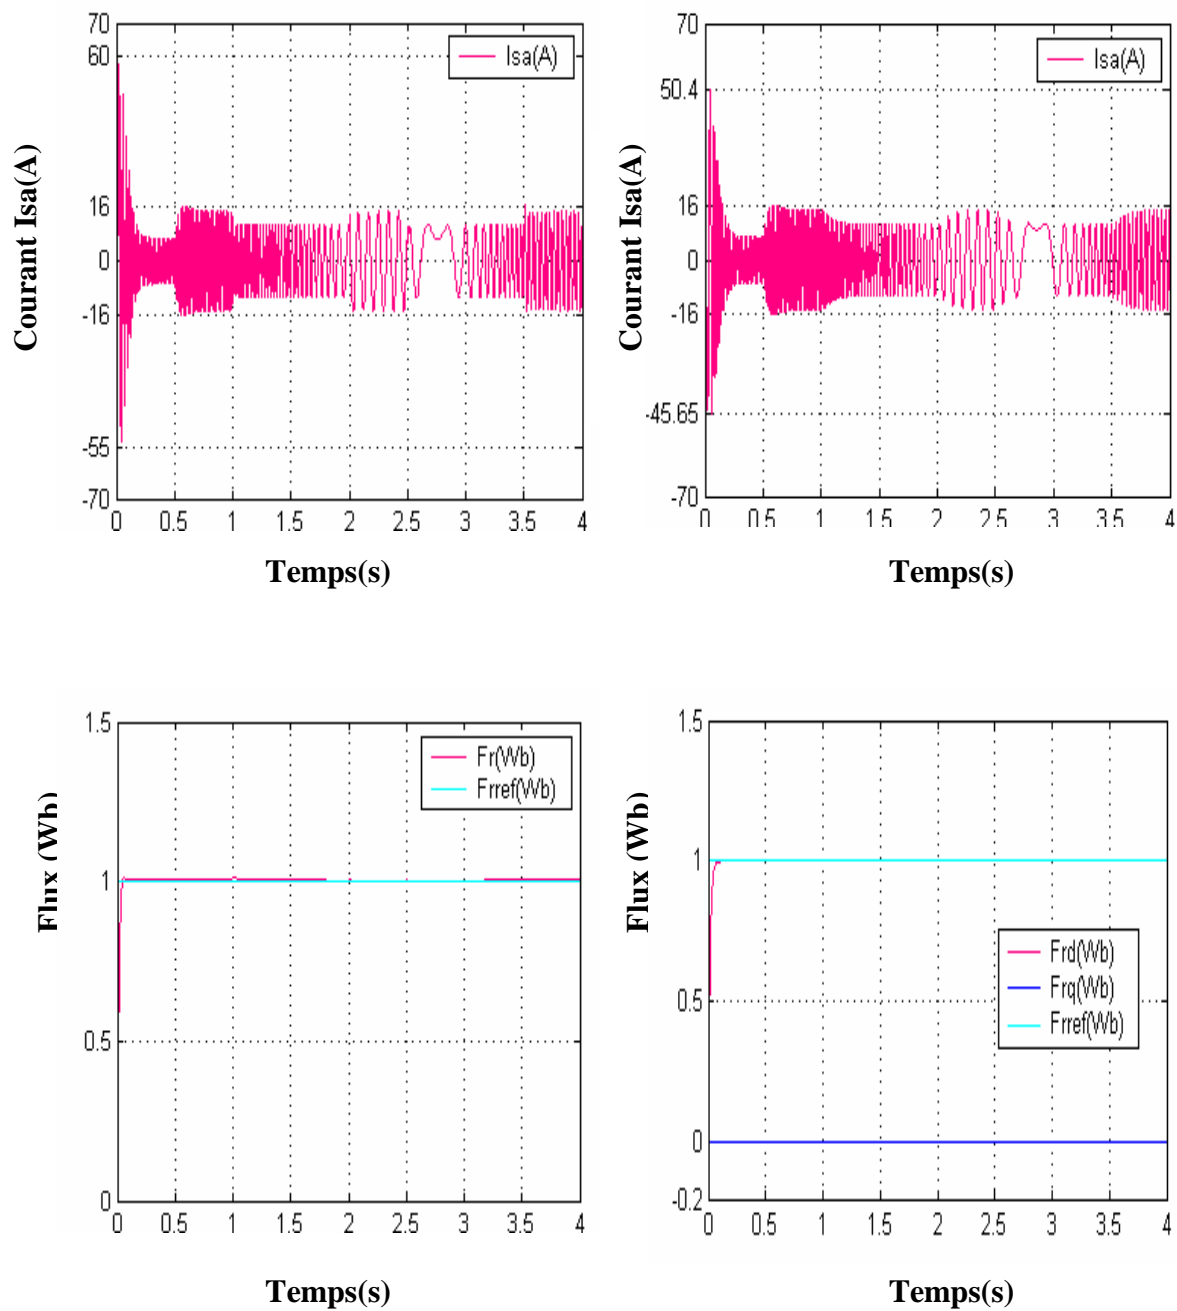 70
60
16
0
-16
-55
-70
Isa(A)
Courant Isa(A)
0 0.5 1 1.5 2 2.5 3 3.5 4
Temps(s)
70
50.4
16
0
-16
-45.65
-70
Isa(A)
Courant Isa(A)
0 0.5 1 1.5 2 2.5 3 3.5 4
Temps(s)
1.5
1
0.5
0
Fr(Wb)
Frref(Wb)
Flux (Wb)
0 0.5 1 1.5 2 2.5 3 3.5 4
Temps(s)
1.5
1
0.5
0
-0.2
Frd(Wb)
Frq(Wb)
Frref(Wb)
Flux (Wb)
0 0.5 1 1.5 2 2.5 3 3.5 4
Temps(s)